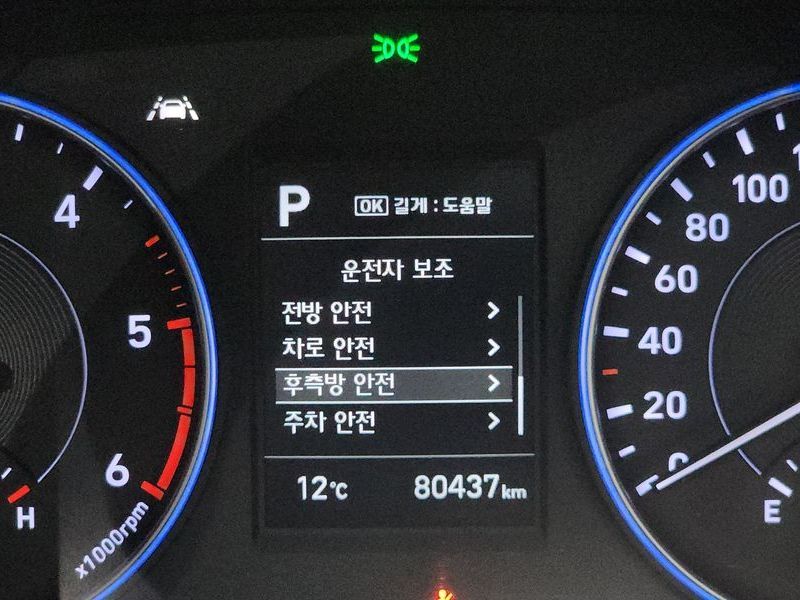 P OK 길게 : 도움말
운전자 보조
전방 안전 >
차로 안전 >
후측방 안전 >
주차 안전 >
12℃ 80437km
4
5
6
x1000rpm
H
100
80
60
40
20
0
E